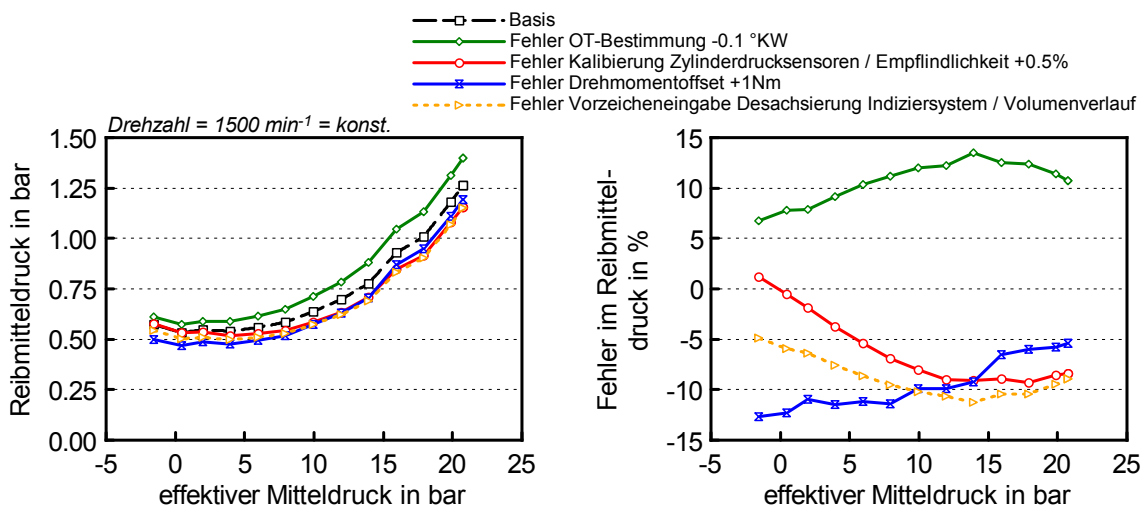 Basis
Fehler OT-Bestimmung -0.1 °KW
Fehler Kalibierung Zylinderdrucksensoren / Empflindlichkeit +0.5%
Fehler Drehmomentoffset +1Nm
Fehler Vorzeicheneingabe Desachsierung Indiziersystem / Volumenverlauf
Drehzahl = 1500 min-1 = konst.
Reibmitteldruck in bar
1.50
1.25
1.00
0.75
0.50
0.25
0.00
-5 0 5 10 15 20 25
effektiver Mitteldruck in bar
Fehler im Reibmittel-
druck in %
15
10
5
0
-5
-10
-15
-5 0 5 10 15 20 25
effektiver Mitteldruck in bar